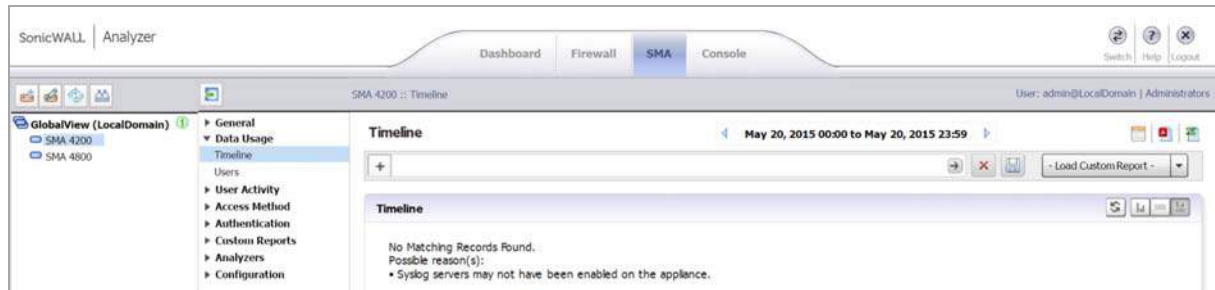 SonicWALL | Analyzer
Dashboard Firewall SMA Console
Switch Help Logout
SMA 4200 :: Timeline
User: admin@LocalDomain | Administrators
GlobalView (LocalDomain) 1
SMA 4200
SMA 4800
General
Data Usage
Timeline
Users
User Activity
Access Method
Authentication
Custom Reports
Analyzers
Configuration
Timeline
May 20, 2015 00:00 to May 20, 2015 23:59
+
- Load Custom Report -
Timeline
No Matching Records Found.
Possible reason(s):
• Syslog servers may not have been enabled on the appliance.